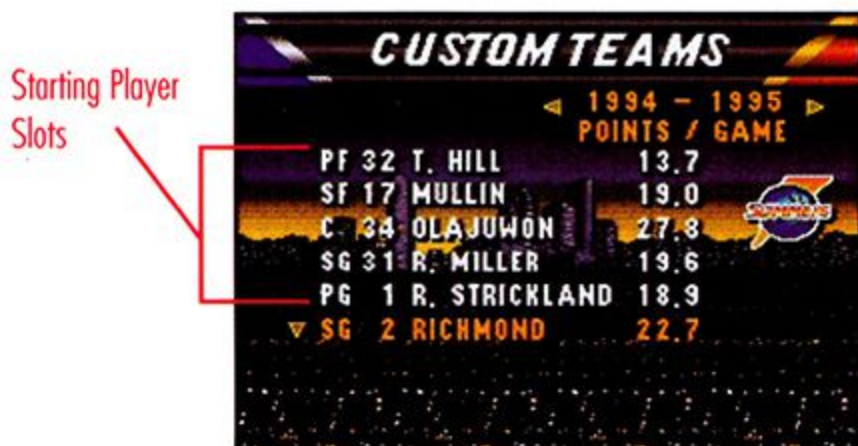 CUSTOM TEAMS
Starting Player
Slots
1994 - 1995
POINTS / GAME
PF 32 T. HILL 13.7
SF 17 MULLIN 19.0
C 34 OLAJUWON 27.8
SG 31 R. MILLER 19.6
PG 1 R. STRICKLAND 18.9
SG 2 RICHMOND 22.7